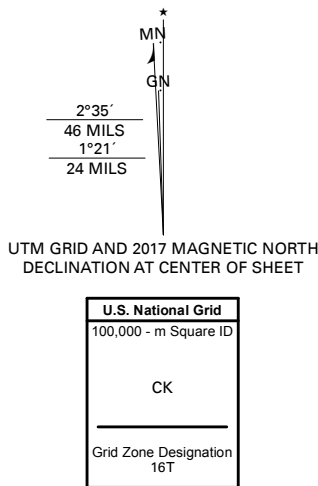 ★
MN
GN
2°35´
46 MILS
1°21´
24 MILS
UTM GRID AND 2017 MAGNETIC NORTH
DECLINATION AT CENTER OF SHEET
U.S. National Grid
100,000 - m Square ID
CK
Grid Zone Designation
16T